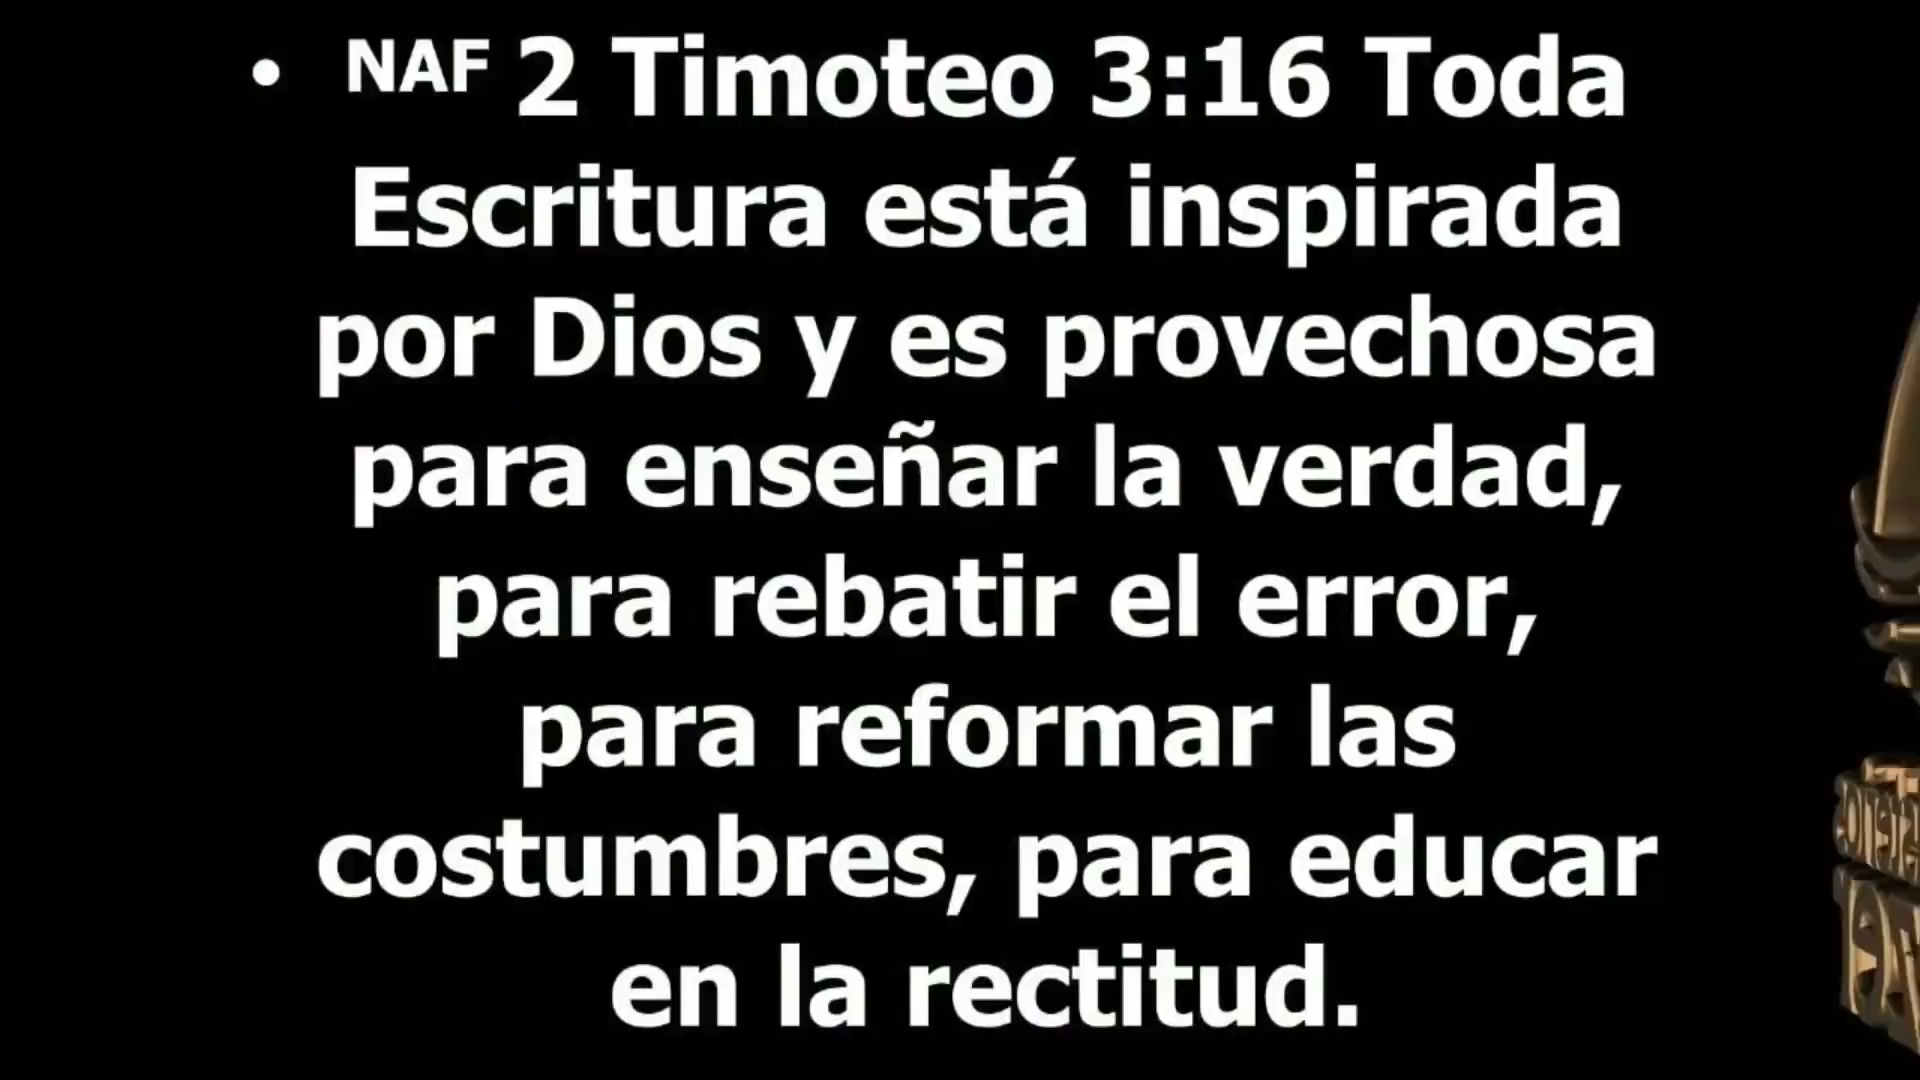 • NAF 2 Timoteo 3:16 Toda
Escritura está inspirada
por Dios y es provechosa
para enseñar la verdad,
para rebatir el error,
para reformar las
costumbres, para educar
en la rectitud.